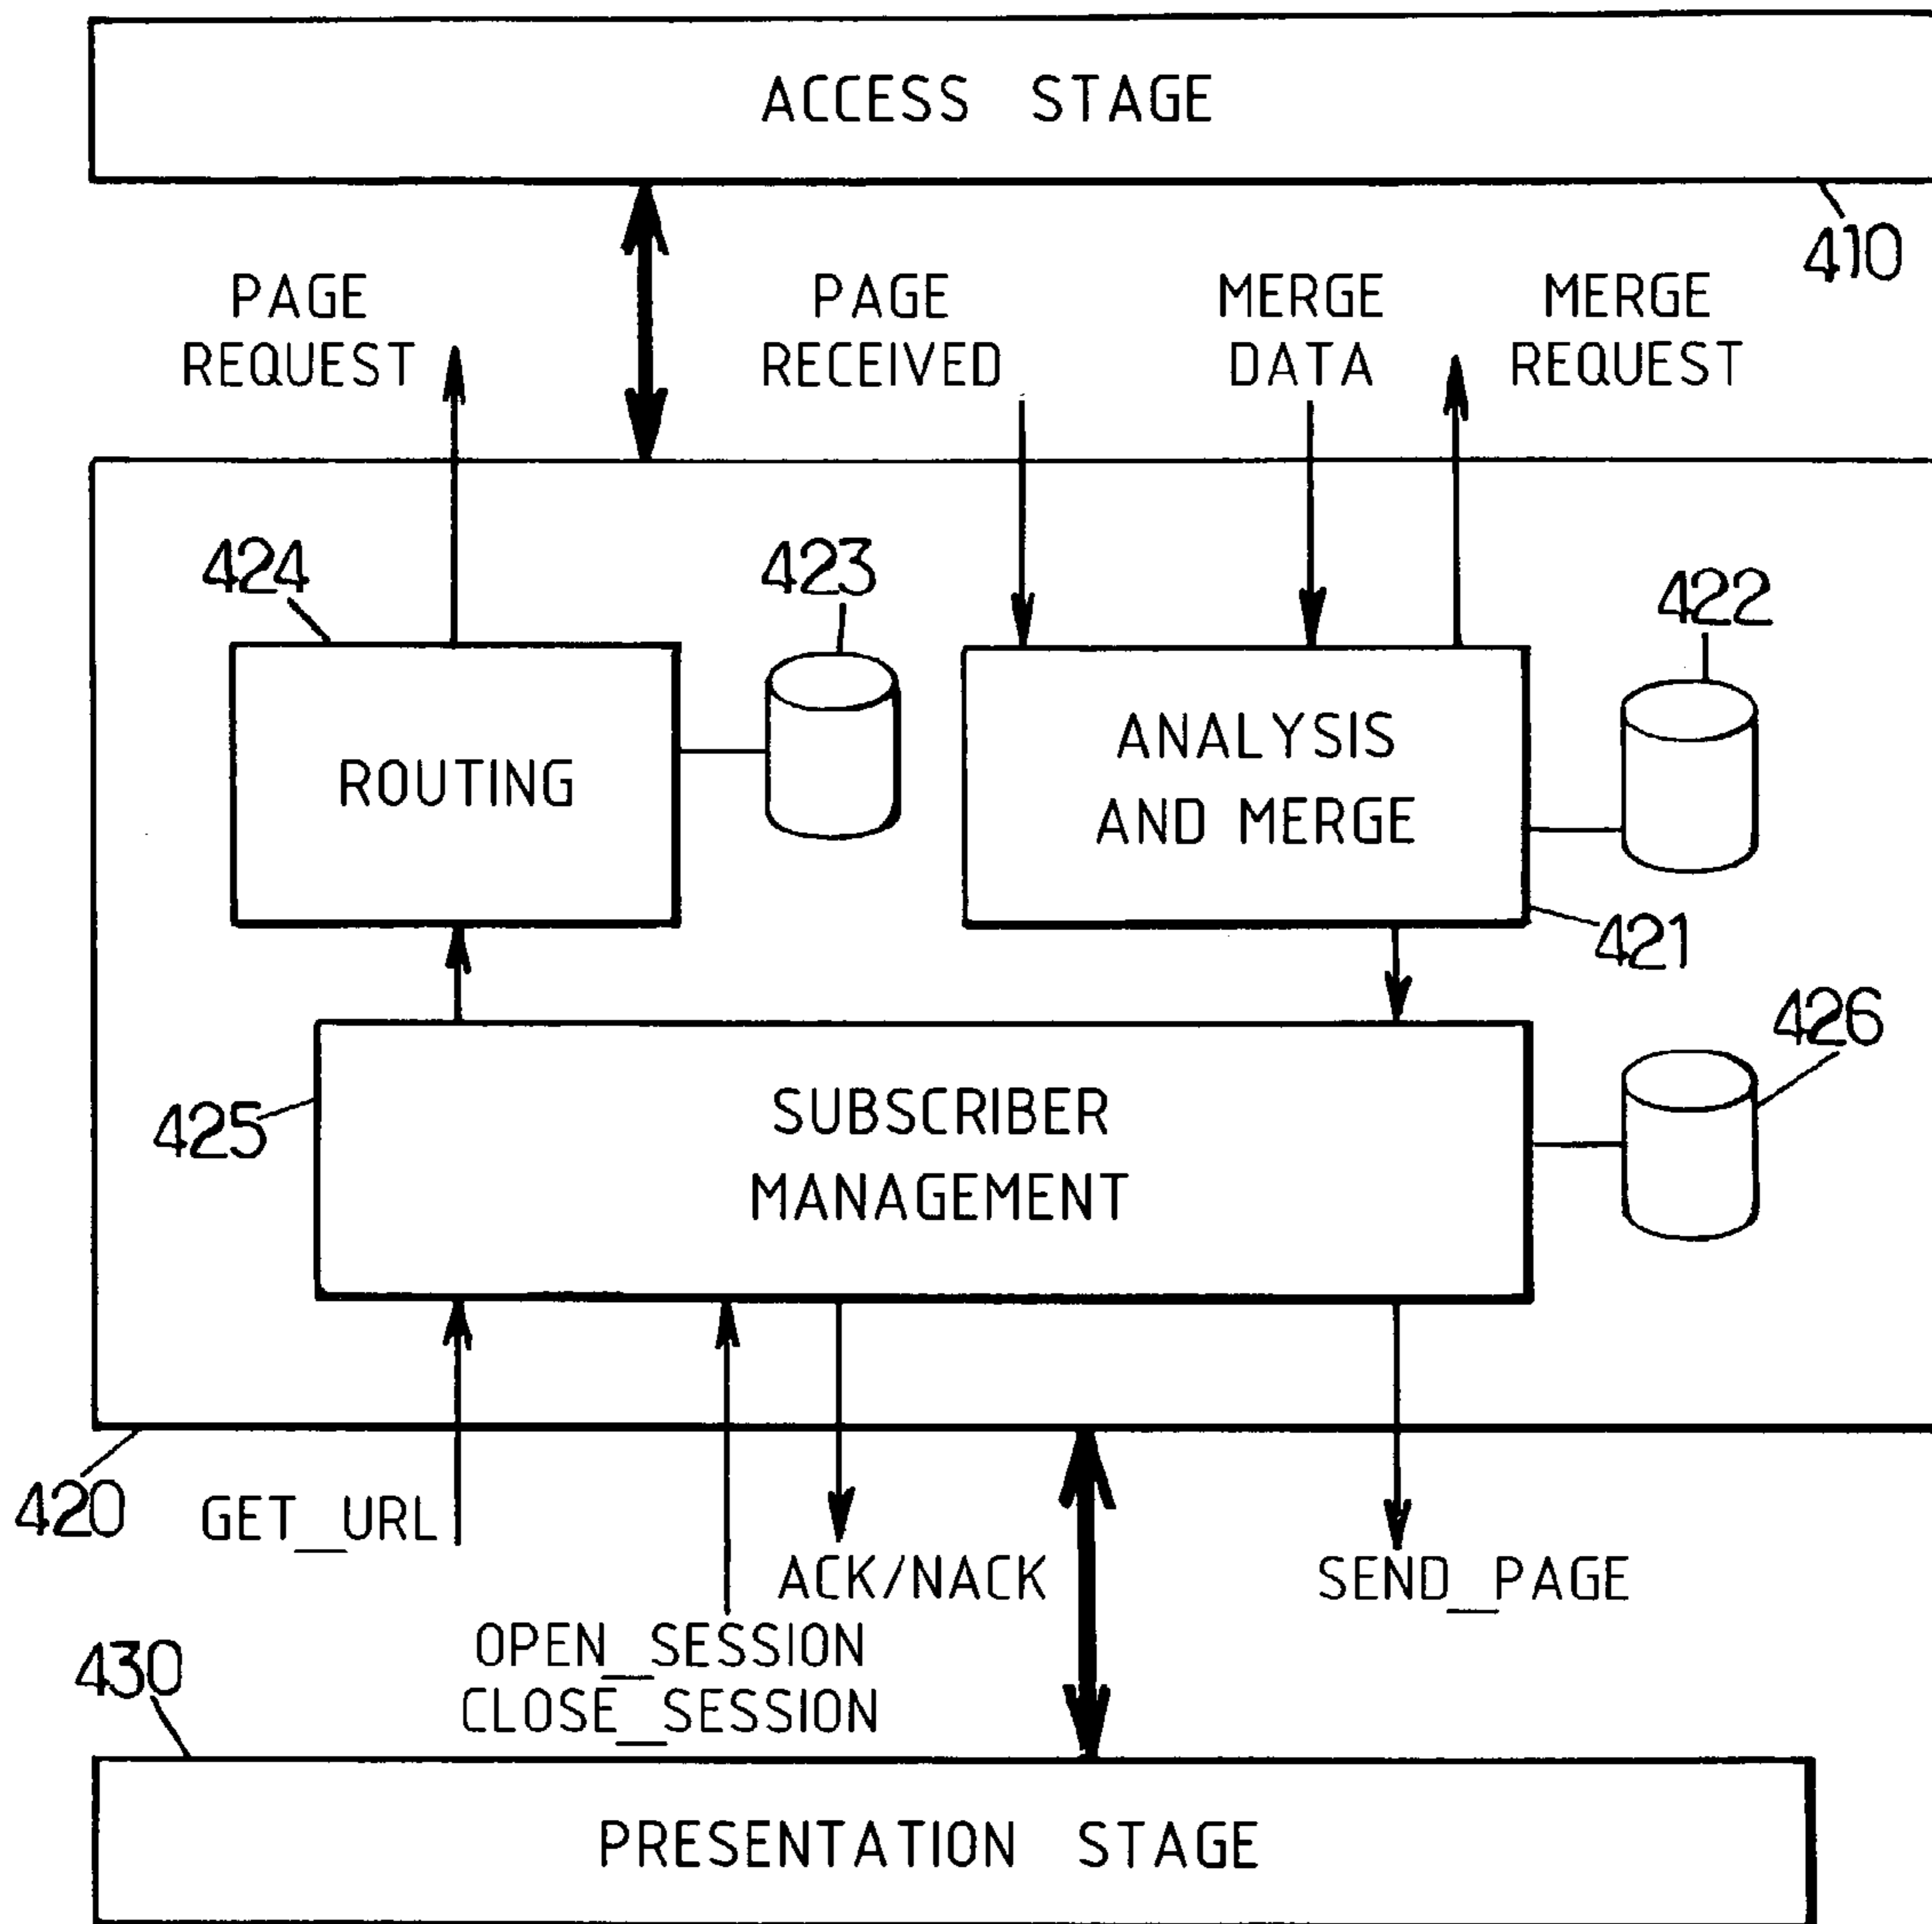 ACCESS STAGE
410
PAGE
REQUEST
PAGE
RECEIVED
MERGE
DATA
MERGE
REQUEST
424
423
422
ROUTING
ANALYSIS
AND MERGE
421
426
425
SUBSCRIBER
MANAGEMENT
420
GET_URL
ACK/NACK
SEND_PAGE
OPEN_SESSION
CLOSE_SESSION
430
PRESENTATION STAGE